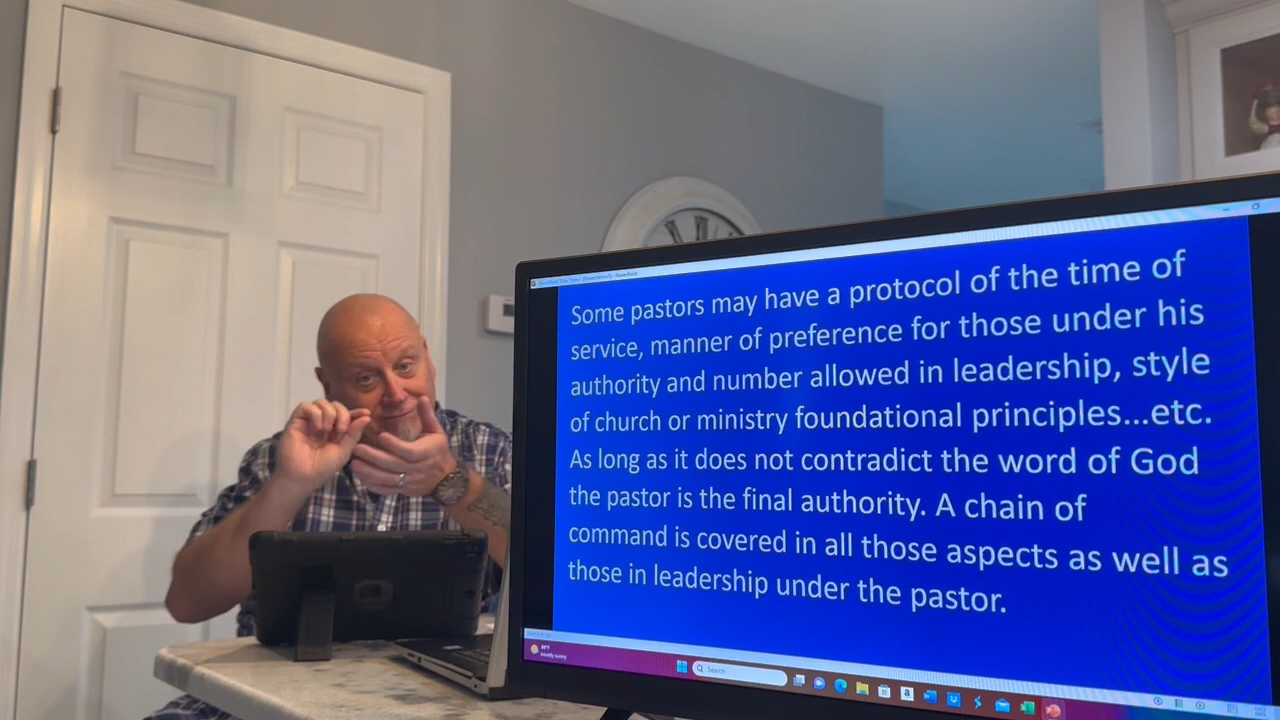 Some pastors may have a protocol of the time of
service, manner of preference for those under his
authority and number allowed in leadership, style
of church or ministry foundational principles...etc.
As long as it does not contradict the word of God
the pastor is the final authority. A chain of
command is covered in all those aspects as well as
those in leadership under the pastor.
Mostly sunny
Search